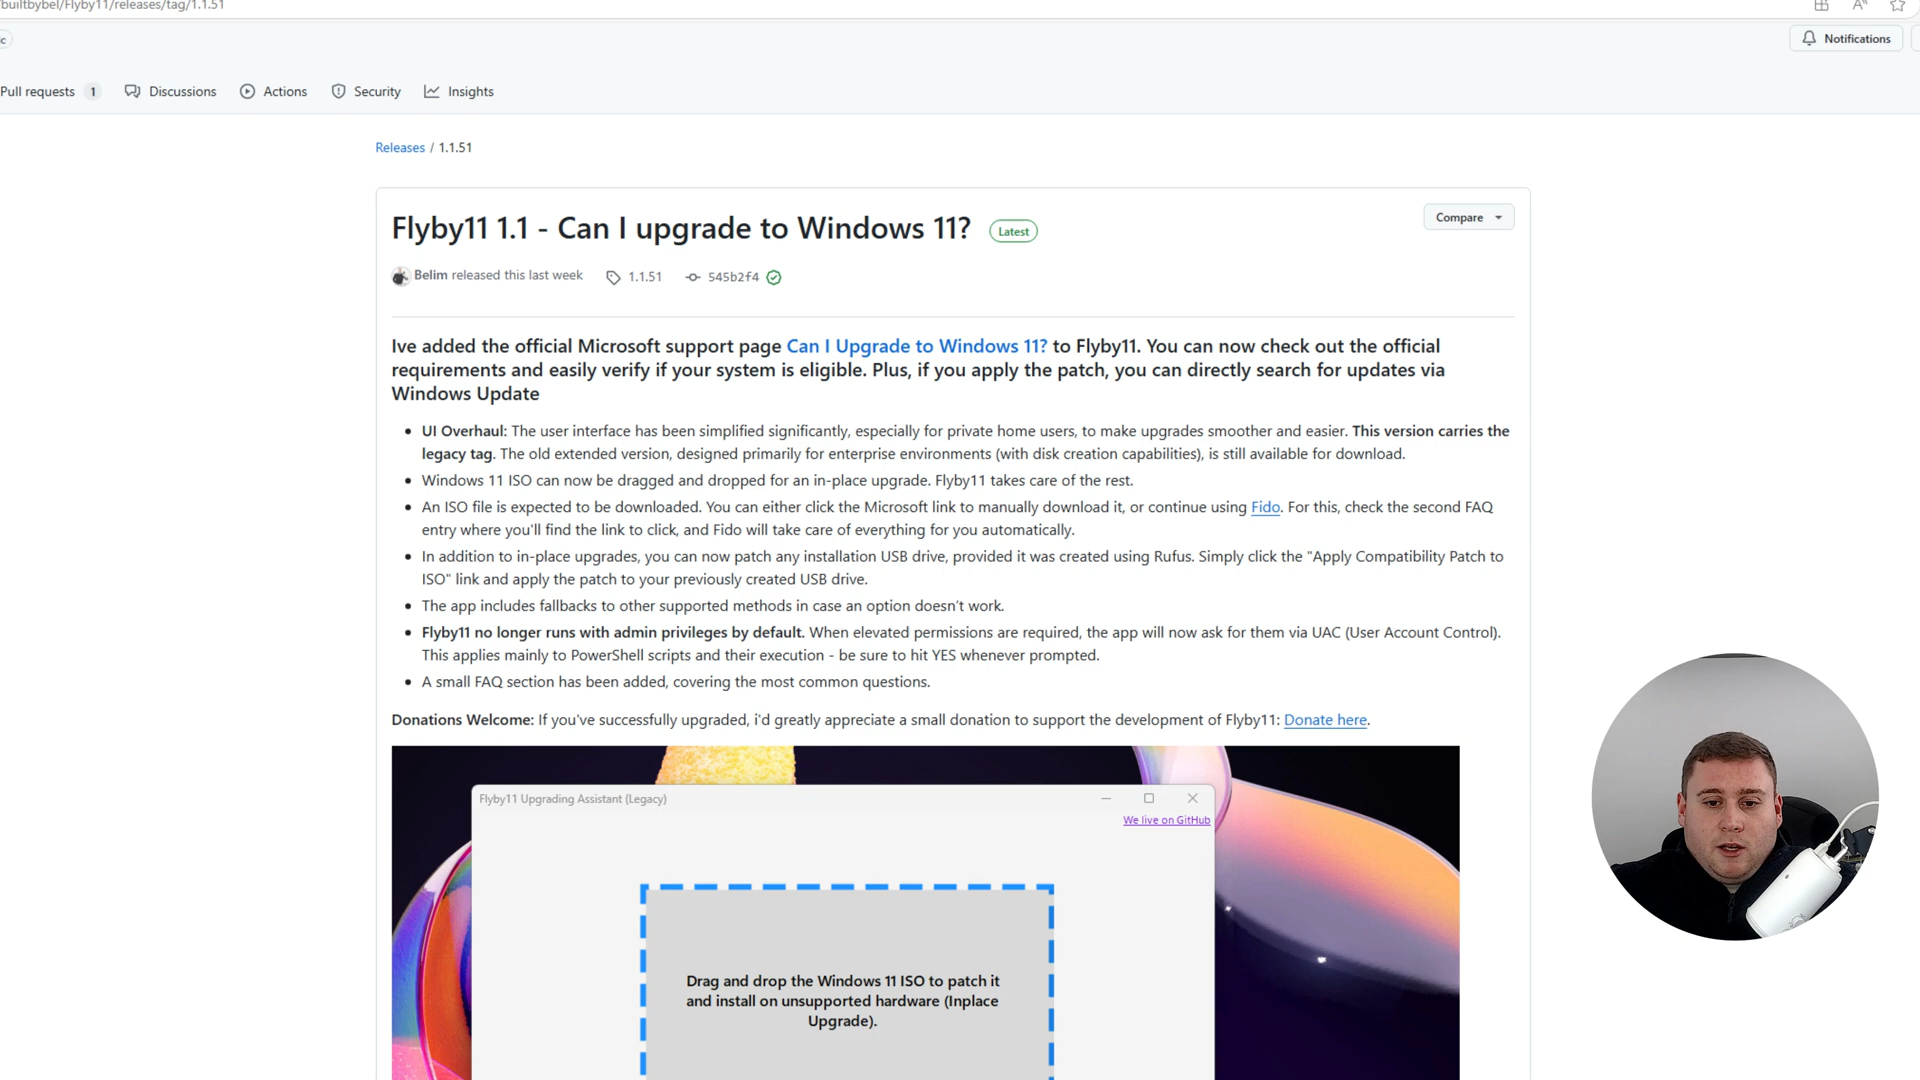 builtbybel/Flyby11/releases/tag/1.1.51
Notifications
Pull requests 1 Discussions Actions Security Insights
Releases / 1.1.51
Flyby11 1.1 - Can I upgrade to Windows 11? Latest
Compare
Belim released this last week 1.1.51 545b2f4
Ive added the official Microsoft support page Can I Upgrade to Windows 11? to Flyby11. You can now check out the official
requirements and easily verify if your system is eligible. Plus, if you apply the patch, you can directly search for updates via
Windows Update
• UI Overhaul: The user interface has been simplified significantly, especially for private home users, to make upgrades smoother and easier. This version carries the
legacy tag. The old extended version, designed primarily for enterprise environments (with disk creation capabilities), is still available for download.
• Windows 11 ISO can now be dragged and dropped for an in-place upgrade. Flyby11 takes care of the rest.
• An ISO file is expected to be downloaded. You can either click the Microsoft link to manually download it, or continue using Fido. For this, check the second FAQ
entry where you'll find the link to click, and Fido will take care of everything for you automatically.
• In addition to in-place upgrades, you can now patch any installation USB drive, provided it was created using Rufus. Simply click the "Apply Compatibility Patch to
ISO" link and apply the patch to your previously created USB drive.
• The app includes fallbacks to other supported methods in case an option doesn't work.
• Flyby11 no longer runs with admin privileges by default. When elevated permissions are required, the app will now ask for them via UAC (User Account Control).
This applies mainly to PowerShell scripts and their execution - be sure to hit YES whenever prompted.
• A small FAQ section has been added, covering the most common questions.
Donations Welcome: If you've successfully upgraded, i'd greatly appreciate a small donation to support the development of Flyby11: Donate here.
Flyby11 Upgrading Assistant (Legacy)
We live on GitHub
Drag and drop the Windows 11 ISO to patch it
and install on unsupported hardware (Inplace
Upgrade).